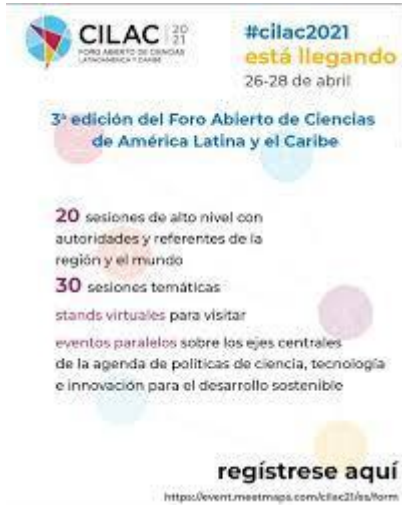 CILAC 20
21
FORO ABIERTO DE CIENCIAS
LATINOAMÉRICA Y CARIBE
#cilac2021
está llegando
26-28 de abril
3ª edición del Foro Abierto de Ciencias
de América Latina y el Caribe
20 sesiones de alto nivel con
autoridades y referentes de la
región y el mundo
30 sesiones temáticas
stands virtuales para visitar
eventos paralelos sobre los ejes centrales
de la agenda de políticas de ciencia, tecnología
e innovación para el desarrollo sostenible
regístrese aquí
https://event.meetmaps.com/cilac21/es/form